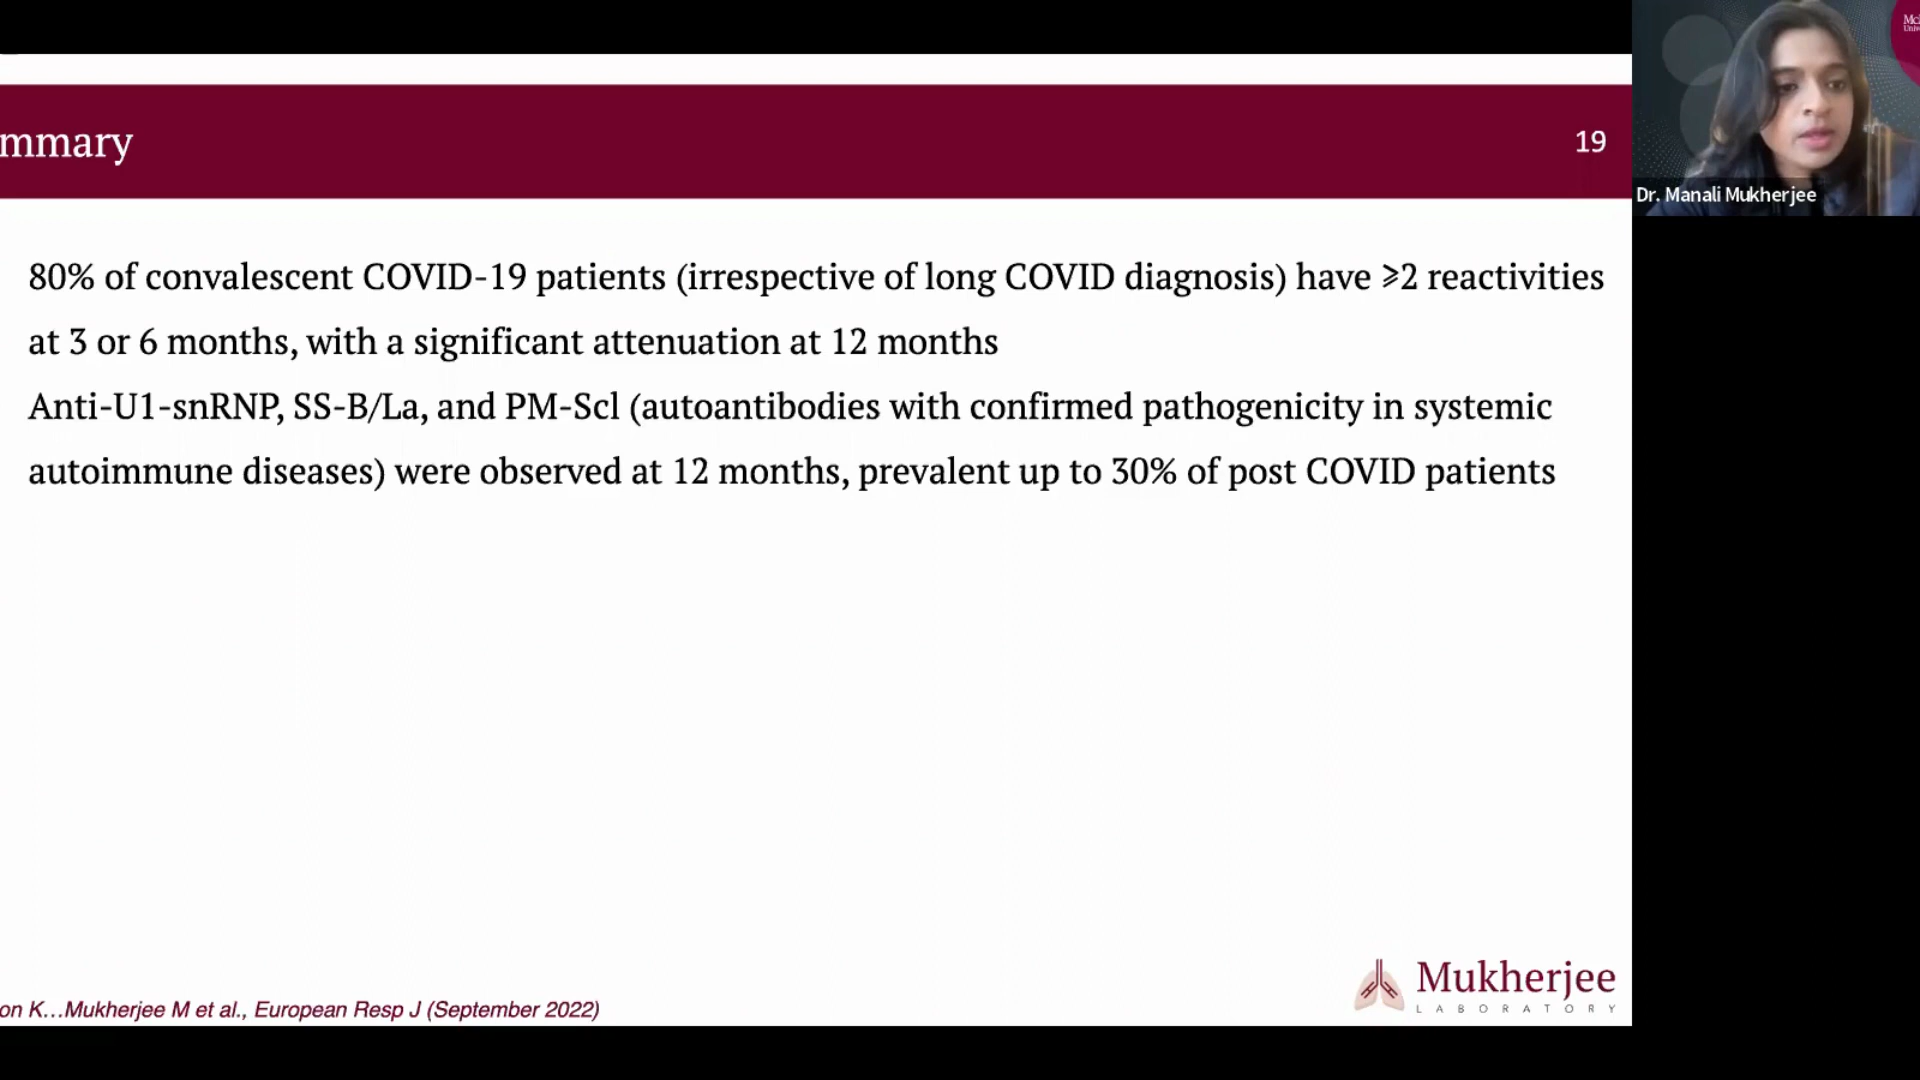 mmary
19
80% of convalescent COVID-19 patients (irrespective of long COVID diagnosis) have ⩾2 reactivities
at 3 or 6 months, with a significant attenuation at 12 months
Anti-U1-snRNP, SS-B/La, and PM-Scl (autoantibodies with confirmed pathogenicity in systemic
autoimmune diseases) were observed at 12 months, prevalent up to 30% of post COVID patients
on K...Mukherjee M et al., European Resp J (September 2022)
Mukherjee
LABORATORY
Dr. Manali Mukherjee